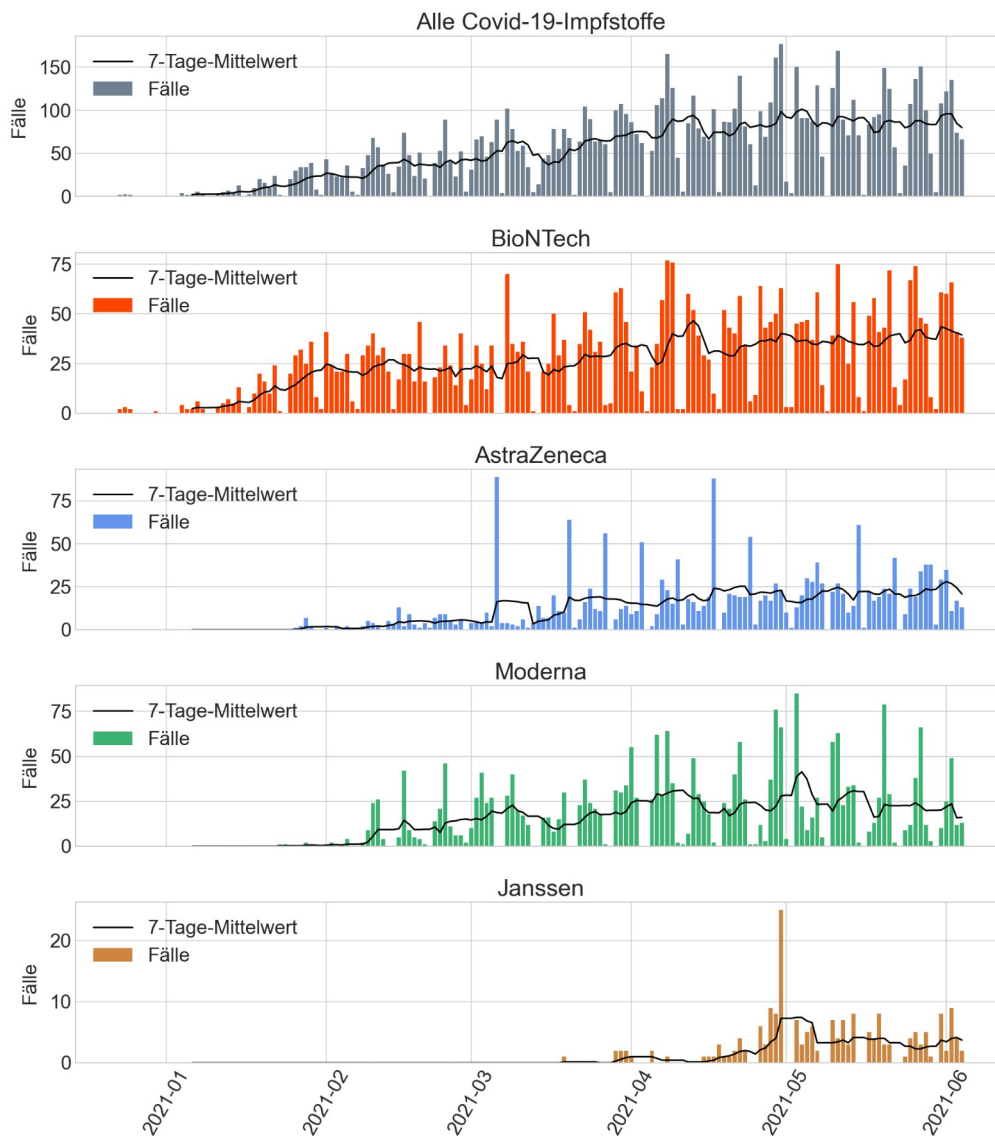 Alle Covid-19-Impfstoffe
Fälle
150
100
50
0
7-Tage-Mittelwert
Fälle
BioNTech
Fälle
75
50
25
0
7-Tage-Mittelwert
Fälle
AstraZeneca
Fälle
75
50
25
0
7-Tage-Mittelwert
Fälle
Moderna
Fälle
75
50
25
0
7-Tage-Mittelwert
Fälle
Janssen
Fälle
20
10
0
7-Tage-Mittelwert
Fälle
2021-01
2021-02
2021-03
2021-04
2021-05
2021-06